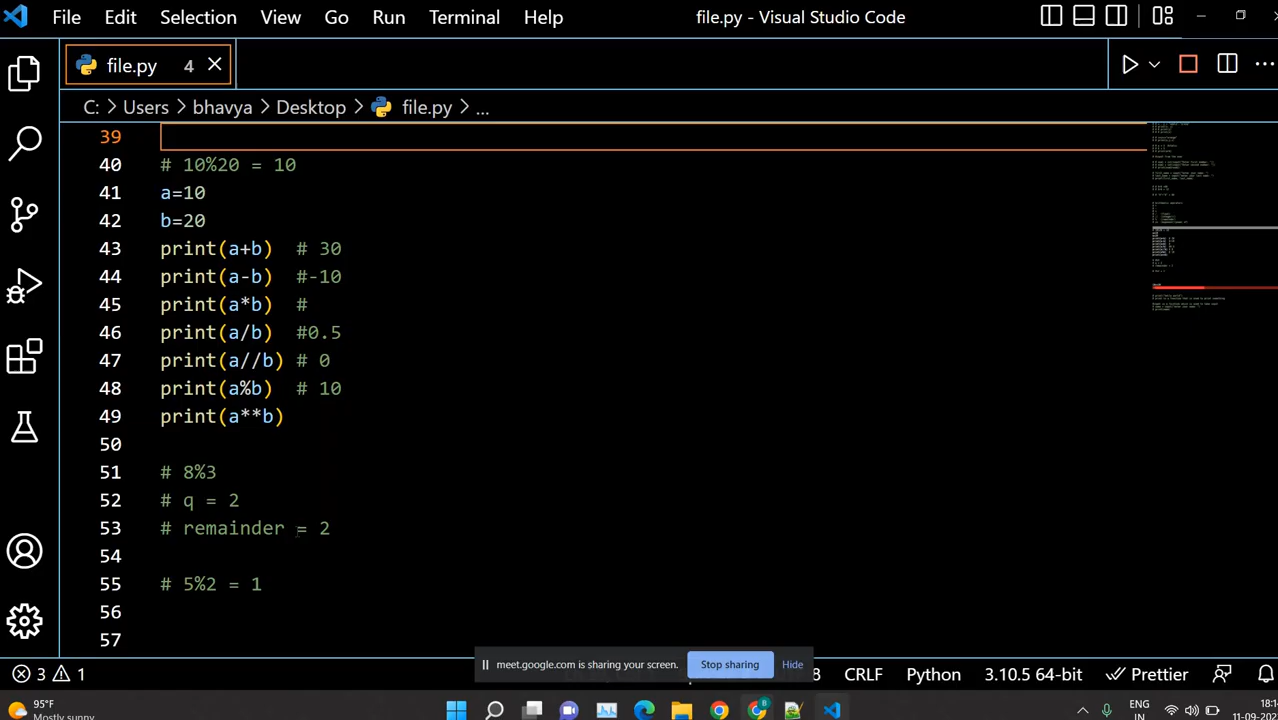 File Edit Selection View Go Run Terminal Help file.py - Visual Studio Code
file.py 4
C: > Users > bhavya > Desktop > file.py > ...
39
40 # 10%20 = 10
41 a=10
42 b=20
43 print(a+b) # 30
44 print(a-b) #-10
45 print(a*b) #
46 print(a/b) #0.5
47 print(a//b) # 0
48 print(a%b) # 10
49 print(a**b)
50
51 # 8%3
52 # q = 2
53 # remainder = 2
54
55 # 5%2 = 1
56
57
meet.google.com is sharing your screen. Stop sharing Hide
3 1 8 CRLF Python 3.10.5 64-bit Prettier
95°F ENG 18:1
Mostly sunny IN 11-09-202